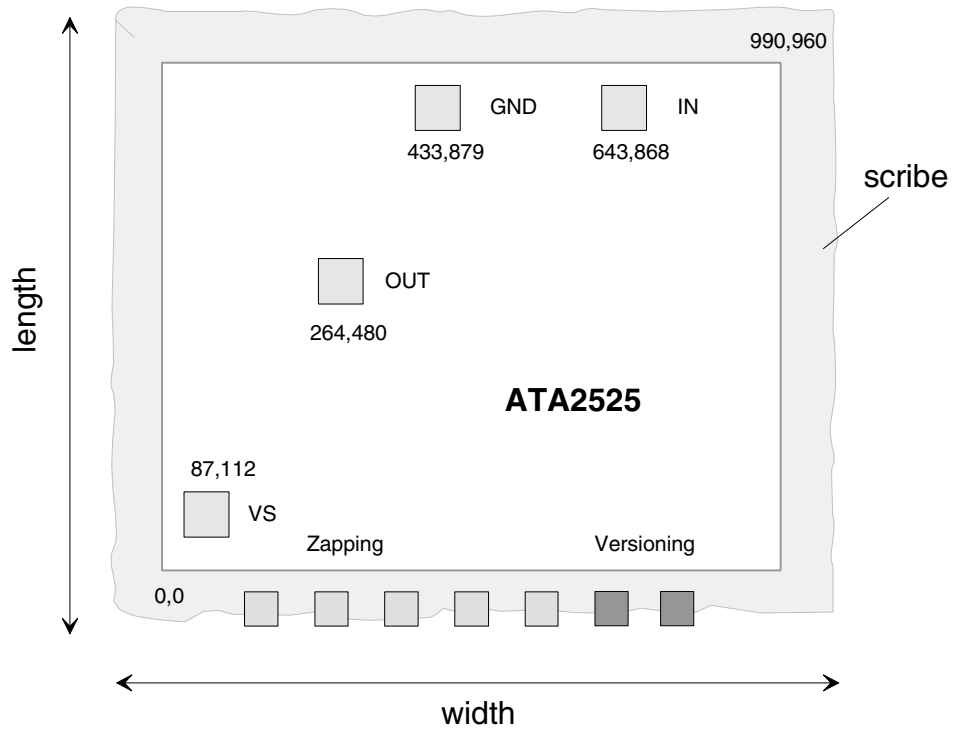 990,960
GND
IN
433,879
643,868
scribe
OUT
length
264,480
ATA2525
87,112
VS
Zapping
Versioning
0,0
width